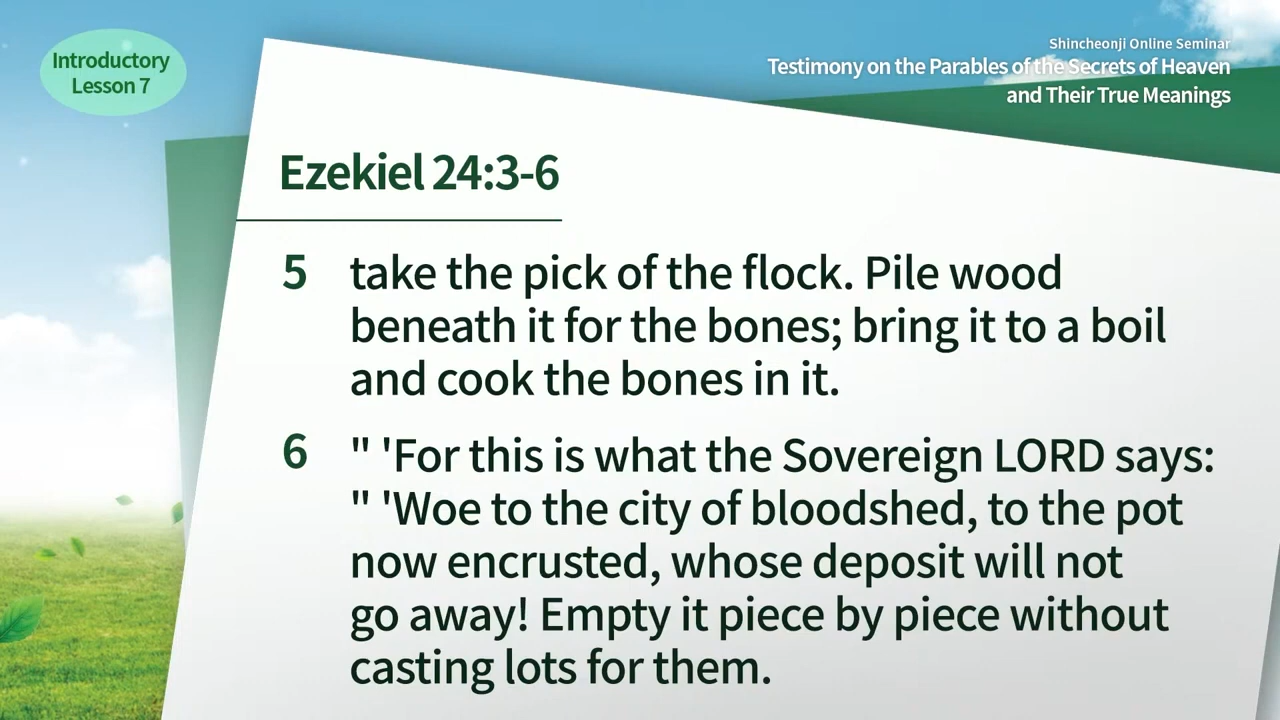 Introductory
Lesson 7
Shincheonji Online Seminar
Testimony on the Parables of the Secrets of Heaven
and Their True Meanings
Ezekiel 24:3-6
5 take the pick of the flock. Pile wood
beneath it for the bones; bring it to a boil
and cook the bones in it.
6 " 'For this is what the Sovereign LORD says:
" 'Woe to the city of bloodshed, to the pot
now encrusted, whose deposit will not
go away! Empty it piece by piece without
casting lots for them.